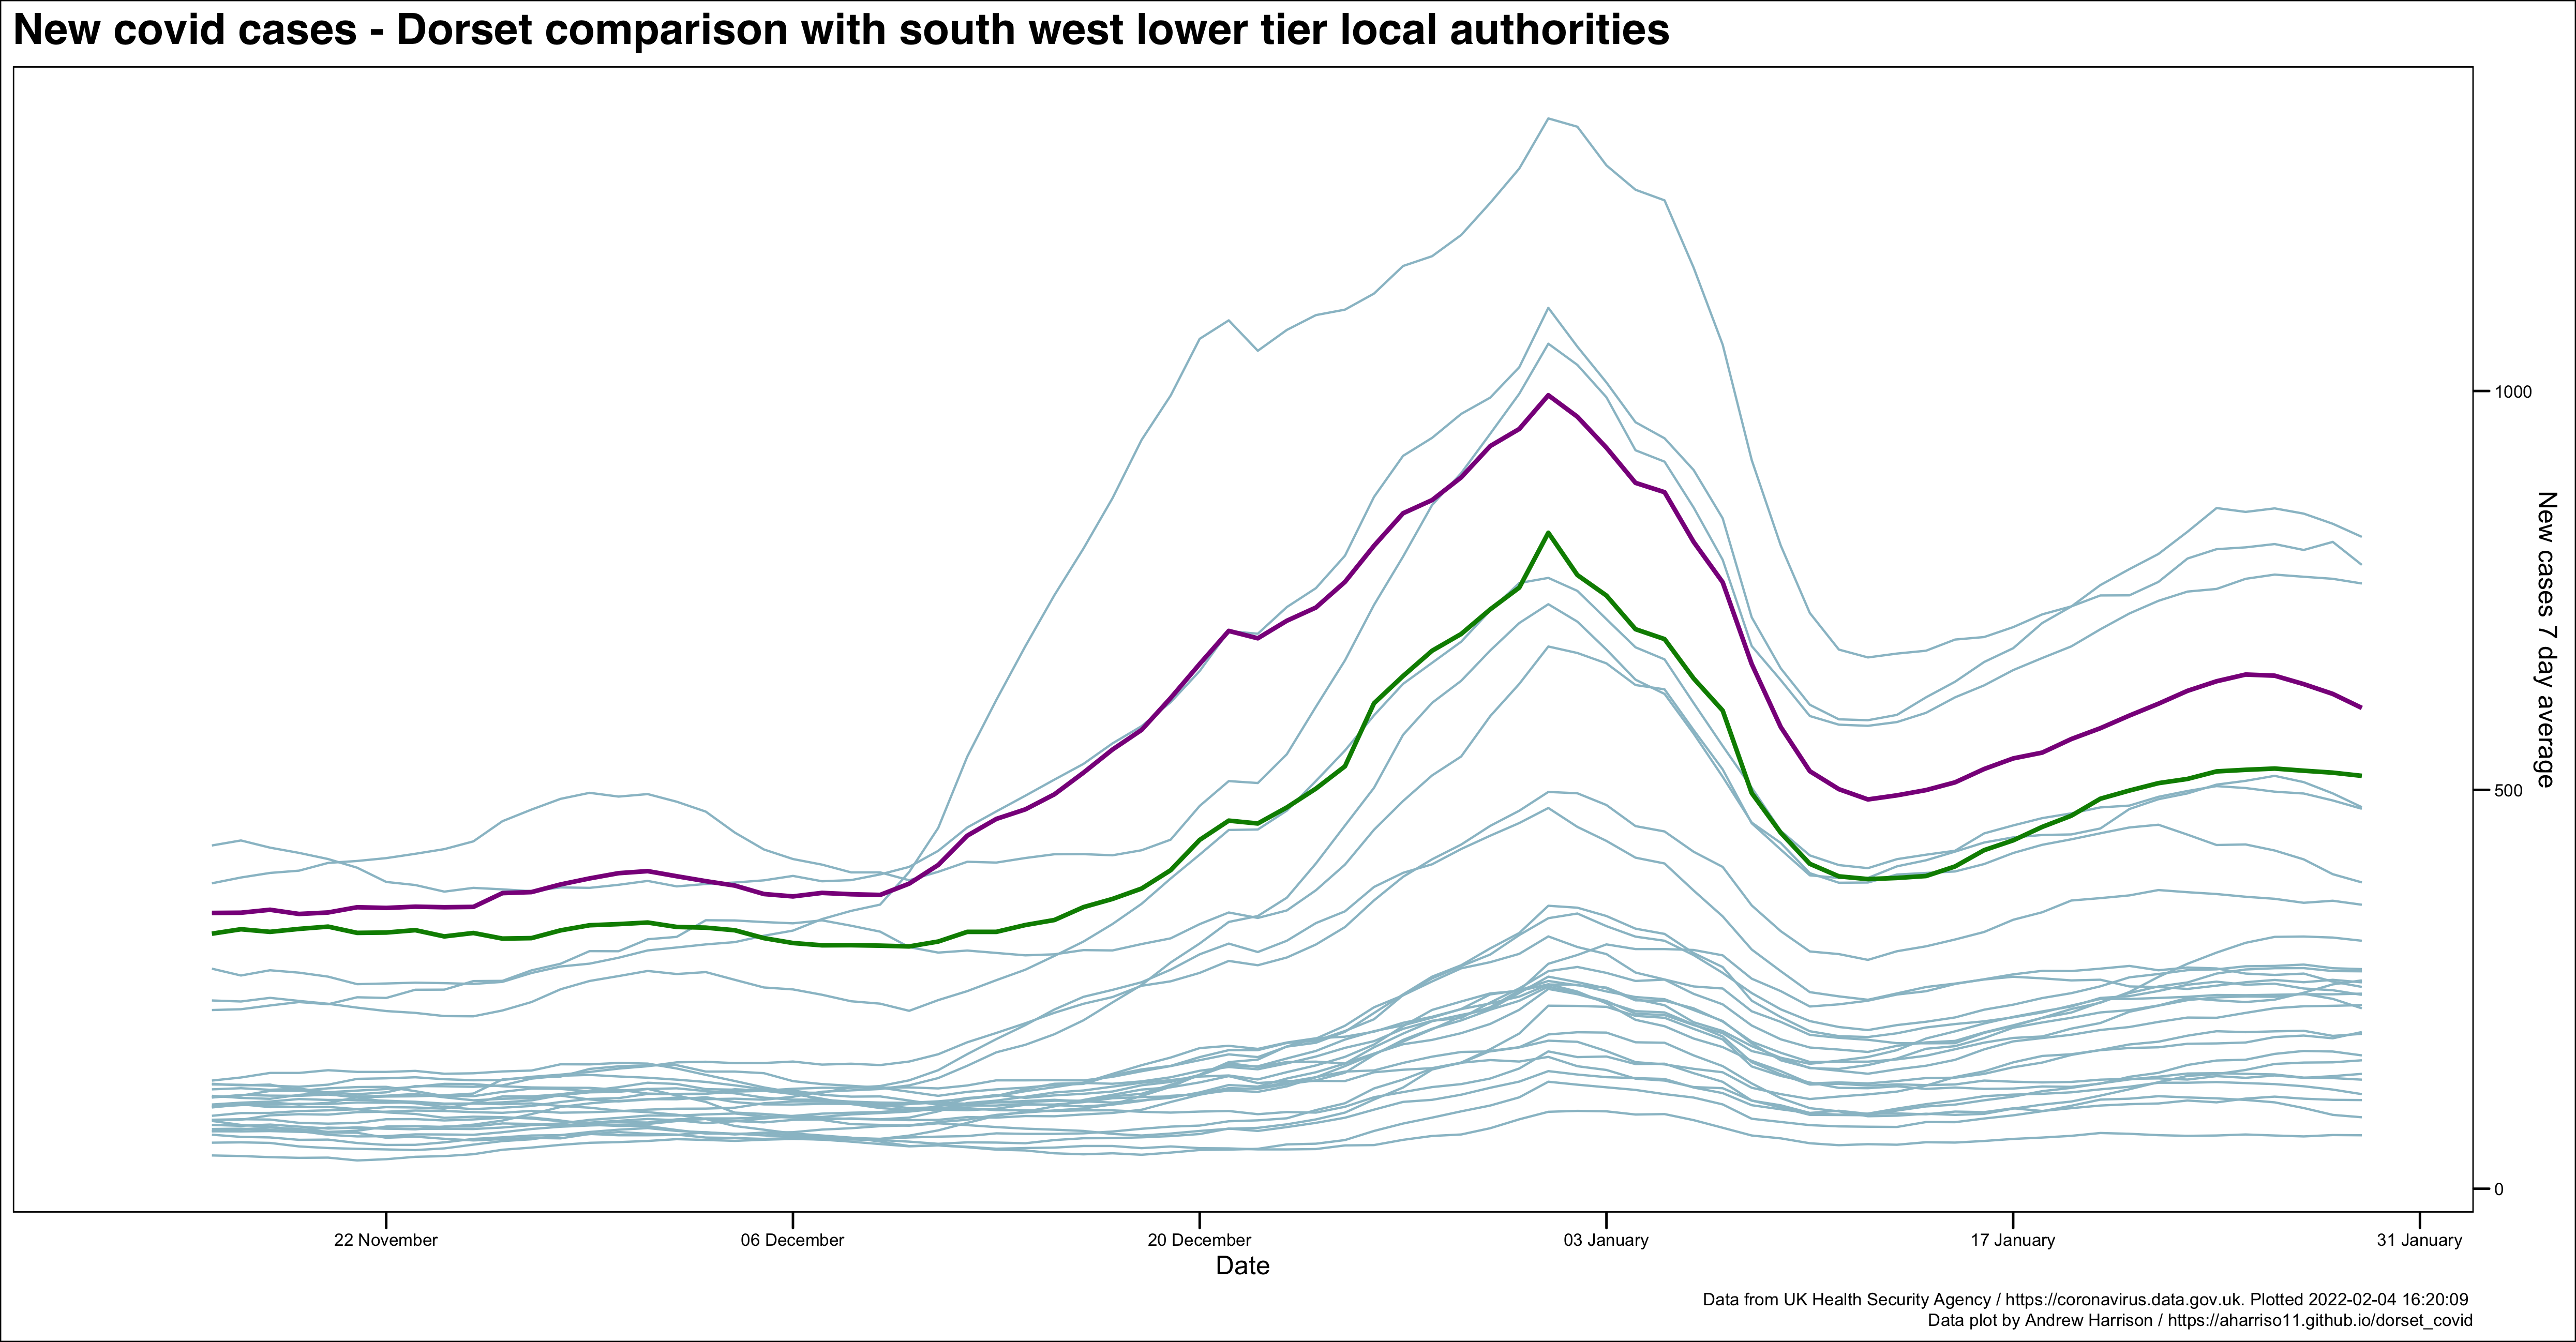 New covid cases - Dorset comparison with south west lower tier local authorities
1000
500
0
New cases 7 day average
22 November
06 December
20 December
03 January
17 January
31 January
Date
Data from UK Health Security Agency / https://coronavirus.data.gov.uk. Plotted 2022-02-04 16:20:09
Data plot by Andrew Harrison / https://aharriso11.github.io/dorset_covid